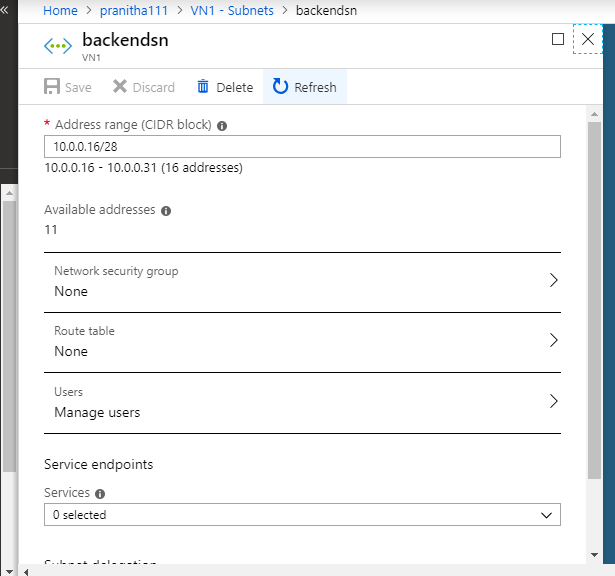 Home > pranitha111 > VN1 - Subnets > backendsn
backendsn
VN1
Save Discard Delete Refresh
* Address range (CIDR block)
10.0.0.16/28
10.0.0.16 - 10.0.0.31 (16 addresses)
Available addresses
11
Network security group
None
Route table
None
Users
Manage users
Service endpoints
Services
0 selected
Subnet delegation